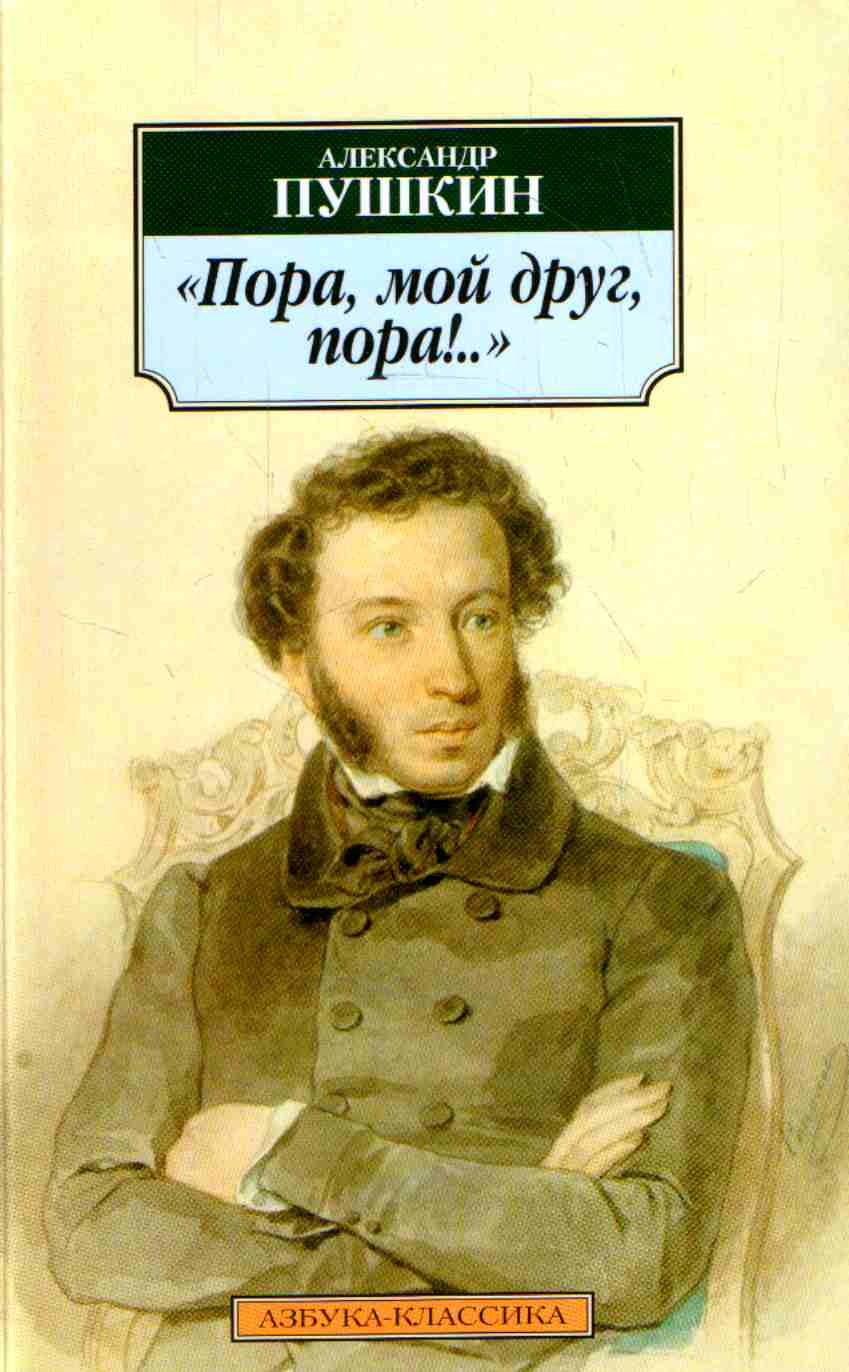 АЛЕКСАНДР
ПУШКИН
«Пора, мой друг,
пора!..»
АЗБУКА-КЛАССИКА